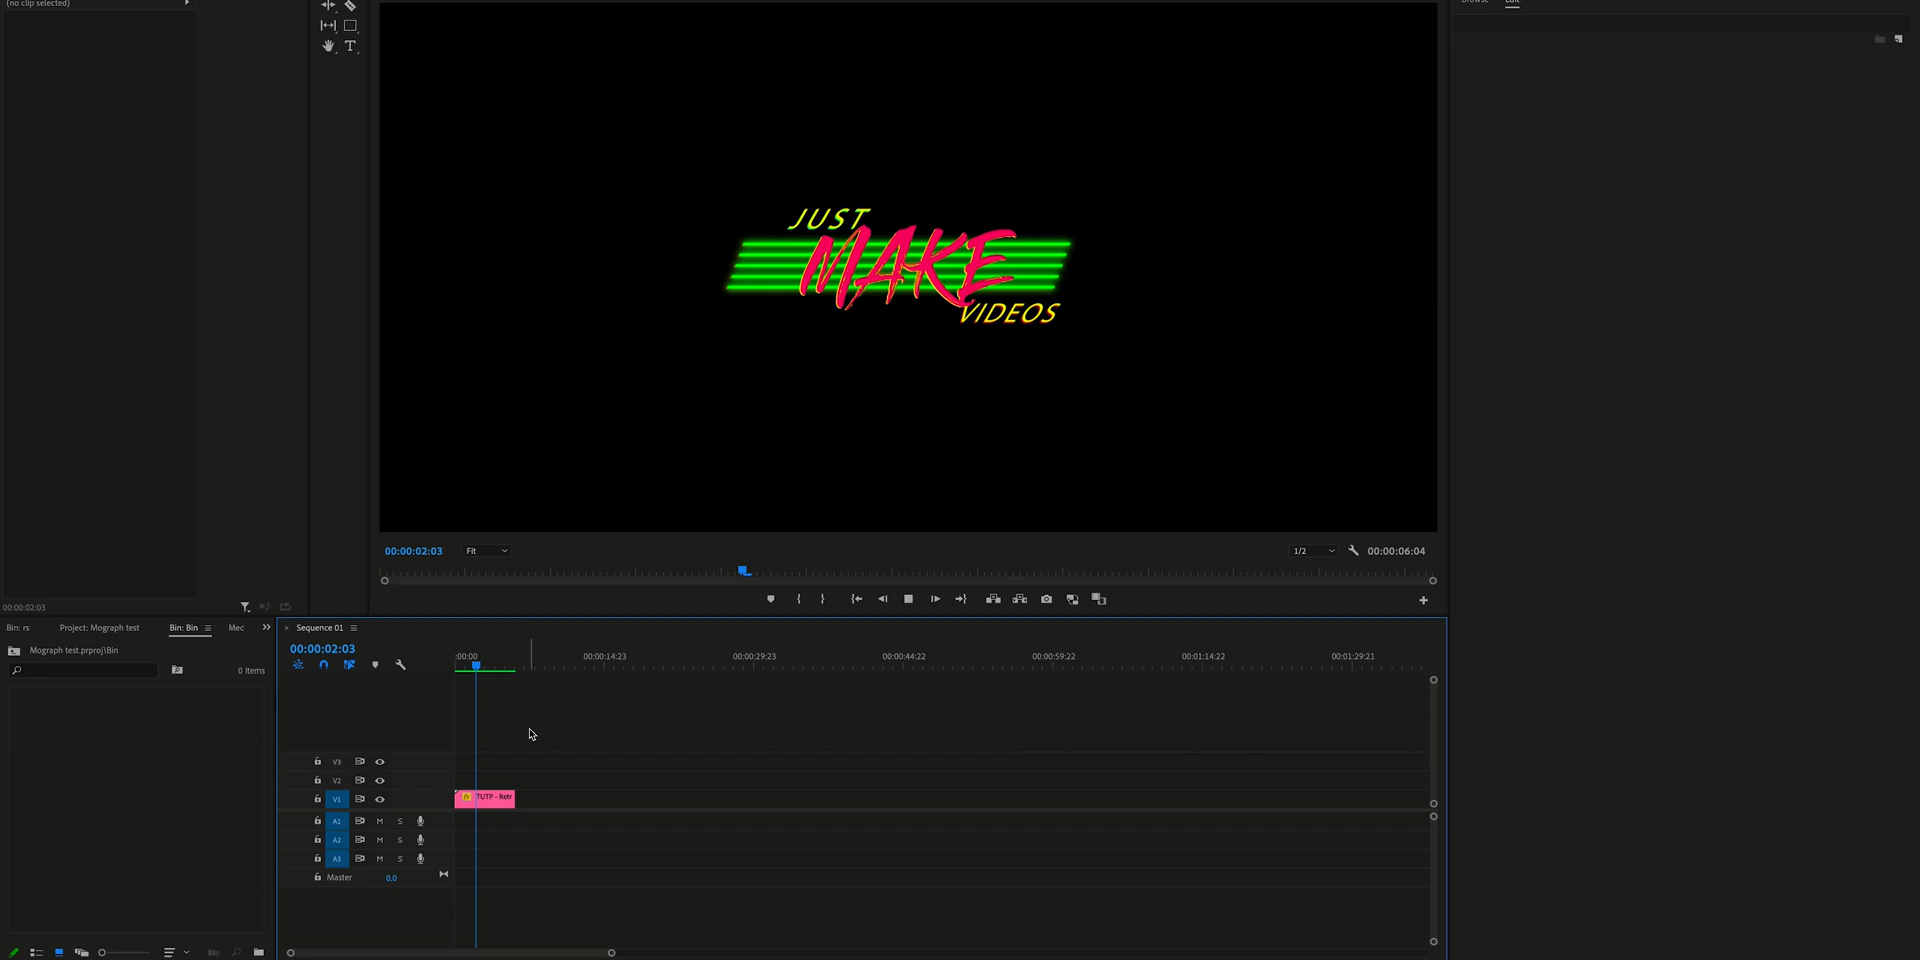 (no clip selected)
Browse Edit
T
JUST
MAKE
VIDEOS
00:00:02:03 Fit 1/2 00:00:06:04
00:00:02:03
Bin: rs Project: Mograph test Bin: Bin Med
Sequence 01
Mograph test.prproj\Bin
0 Items
00:00:02:03
:00:00 00:00:14:23 00:00:29:23 00:00:44:22 00:00:59:22 00:01:14:22 00:01:29:21
V3
V2
V1
fx TUTP - Retr
A1 M S
A2 M S
A3 M S
Master 0.0